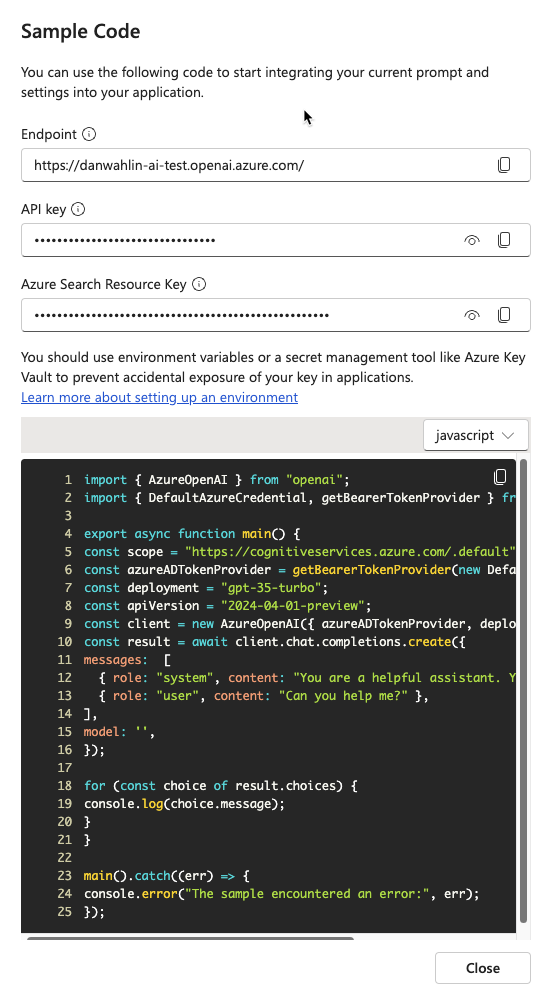 Sample Code
You can use the following code to start integrating your current prompt and
settings into your application.
Endpoint
https://danwahlin-ai-test.openai.azure.com/
API key
•••••••••••••••••••••••••••••••
Azure Search Resource Key
••••••••••••••••••••••••••••••••••••••••••••••••••••
You should use environment variables or a secret management tool like Azure Key
Vault to prevent accidental exposure of your key in applications.
Learn more about setting up an environment
javascript
1 import { AzureOpenAI } from "openai";
2 import { DefaultAzureCredential, getBearerTokenProvider } fr
3
4 export async function main() {
5 const scope = "https://cognitiveservices.azure.com/.default"
6 const azureADTokenProvider = getBearerTokenProvider(new Defa
7 const deployment = "gpt-35-turbo";
8 const apiVersion = "2024-04-01-preview";
9 const client = new AzureOpenAI({ azureADTokenProvider, deplo
10 const result = await client.chat.completions.create({
11 messages:  [
12   { role: "system", content: "You are a helpful assistant. Y
13   { role: "user", content: "Can you help me?" },
14 ],
15 model: '',
16 });
17
18 for (const choice of result.choices) {
19 console.log(choice.message);
20 }
21 }
22
23 main().catch((err) => {
24 console.error("The sample encountered an error:", err);
25 });
Close